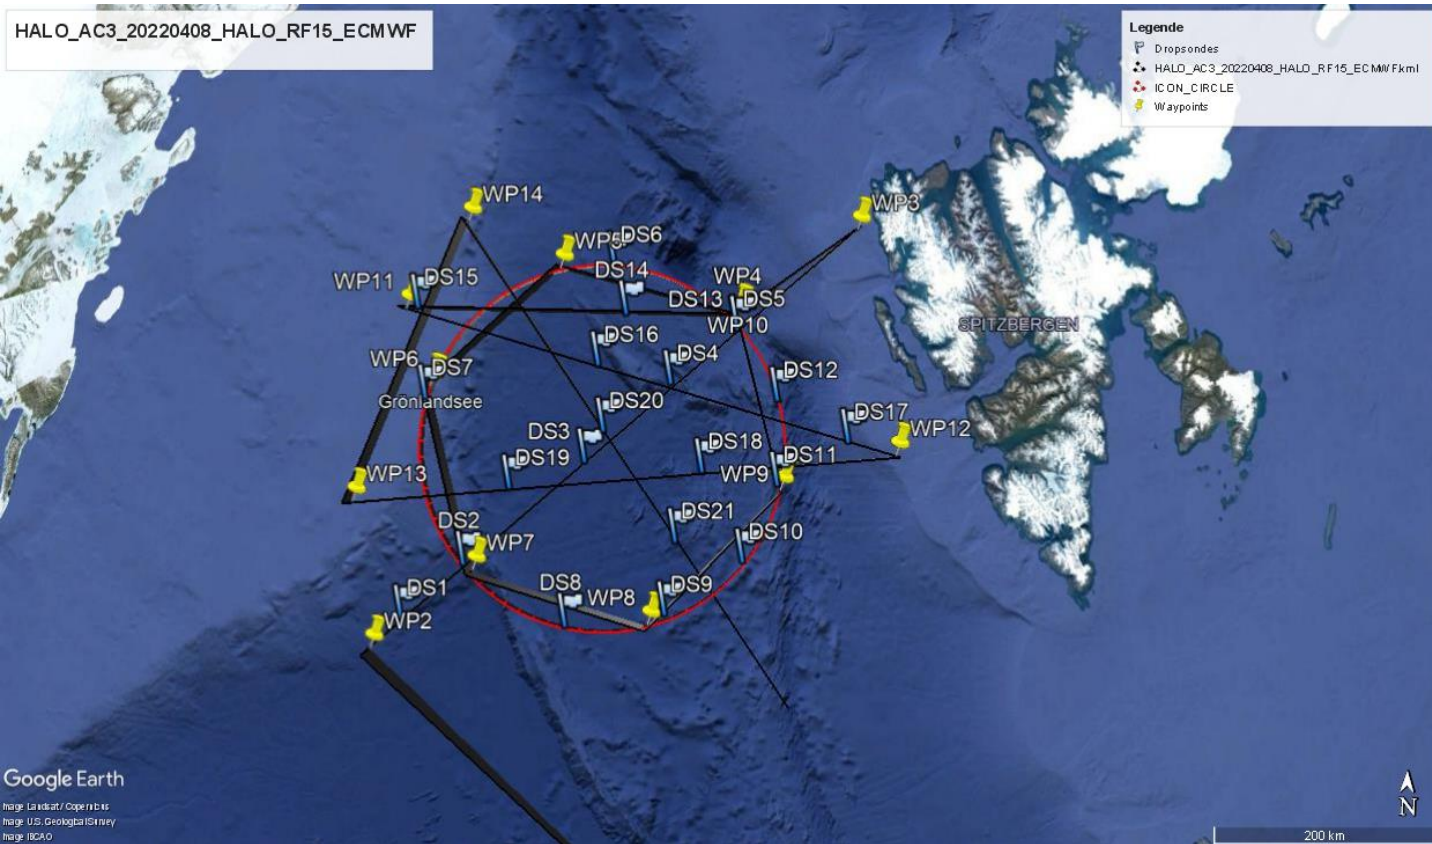 HALO_AC3_20220408_HALO_RF15_ECMWF
Legende
Dropsondes
HALO_AC3_20220408_HALO_RF15_ECMWF.kml
ICON_CIRCLE
Waypoints
WP14
WP3
WP5
DS6
WP11
DS15
DS14
WP4
DS13
DS5
WP10
SPITZBERGEN
DS16
WP6
DS7
DS4
DS12
Grönlandsee
DS20
DS17
DS3
WP12
DS18
DS19
DS11
WP13
WP9
DS21
DS2
DS10
WP7
DS1
DS8
WP8
DS9
WP2
Google Earth
Image Landsat / Copernicus
Image U.S. Geological Survey
Image IBCAO
N
200 km